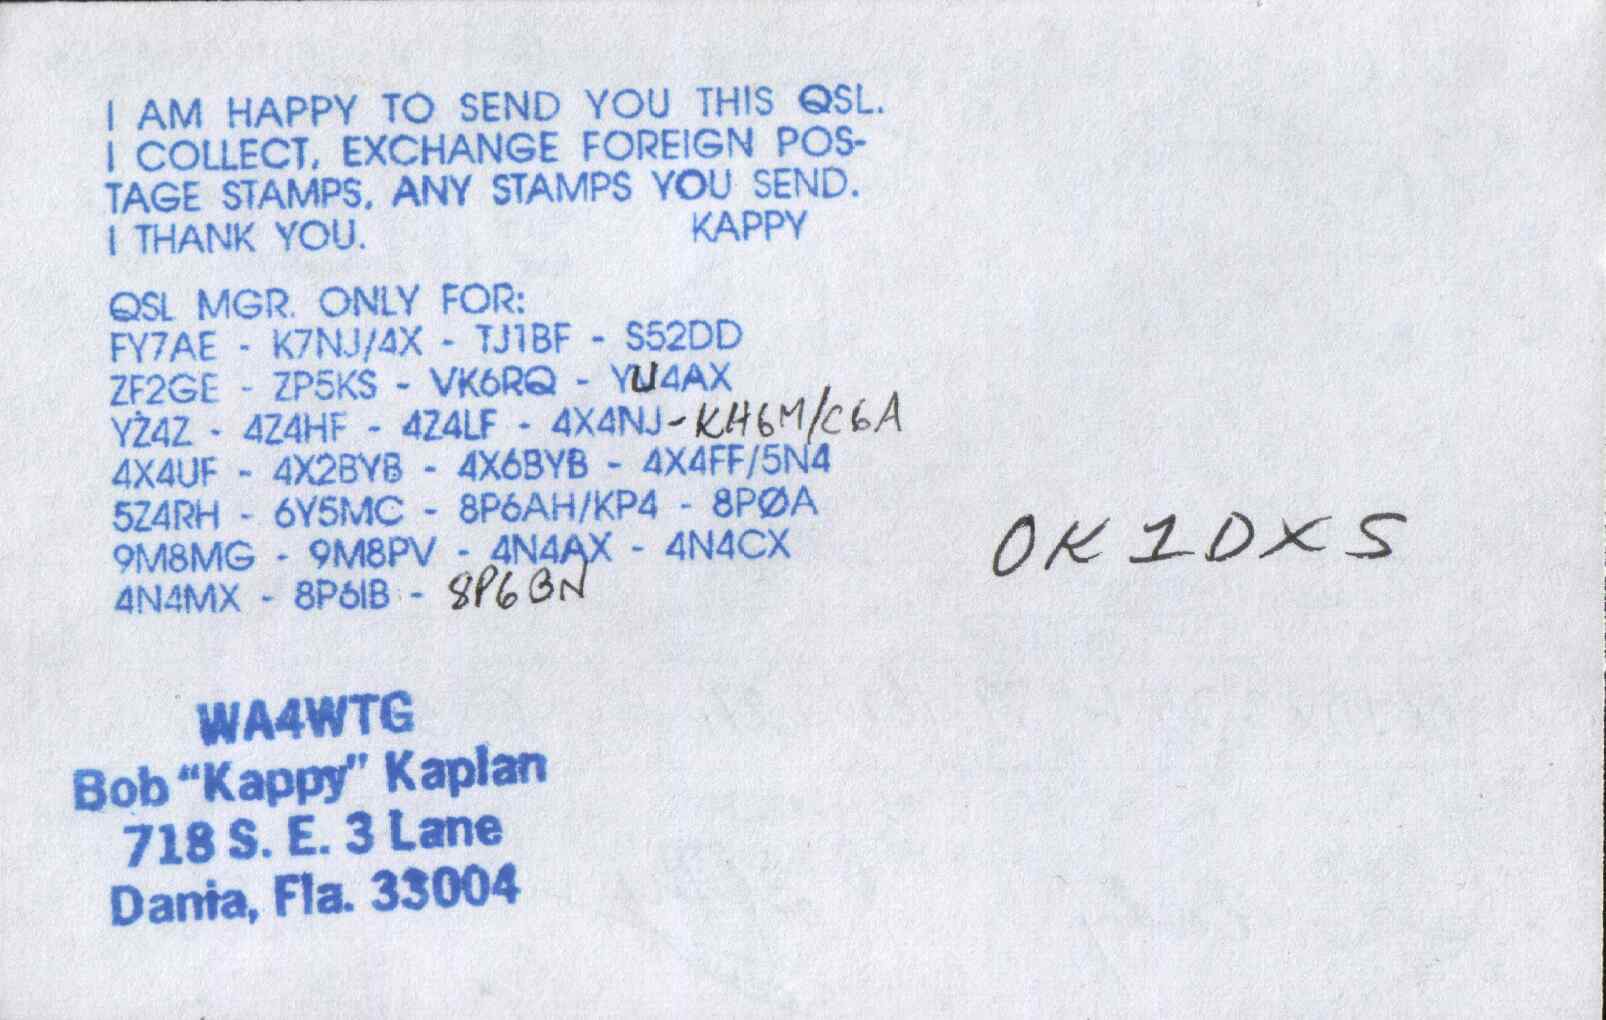 I AM HAPPY TO SEND YOU THIS QSL.
I COLLECT, EXCHANGE FOREIGN POS-
TAGE STAMPS, ANY STAMPS YOU SEND.
I THANK YOU. KAPPY
QSL MGR. ONLY FOR:
FY7AE - K7NJ/4X - TJ1BF - S52DD
ZF2GE - ZP5KS - VK6RQ - YU4AX
YZ4Z - 4Z4HF - 4Z4LF - 4X4NJ - KH6M/C6A
4X4UF - 4X2BYB - 4X6BYB - 4X4FF/5N4
5Z4RH - 6Y5MC - 8P6AH/KP4 - 8PØA
9M8MG - 9M8PV - 4N4AX - 4N4CX
4N4MX - 8P6IB - 8P6BN
OK1DXS
WA4WTG
Bob "Kappy" Kaplan
718 S. E. 3 Lane
Dania, Fla. 33004